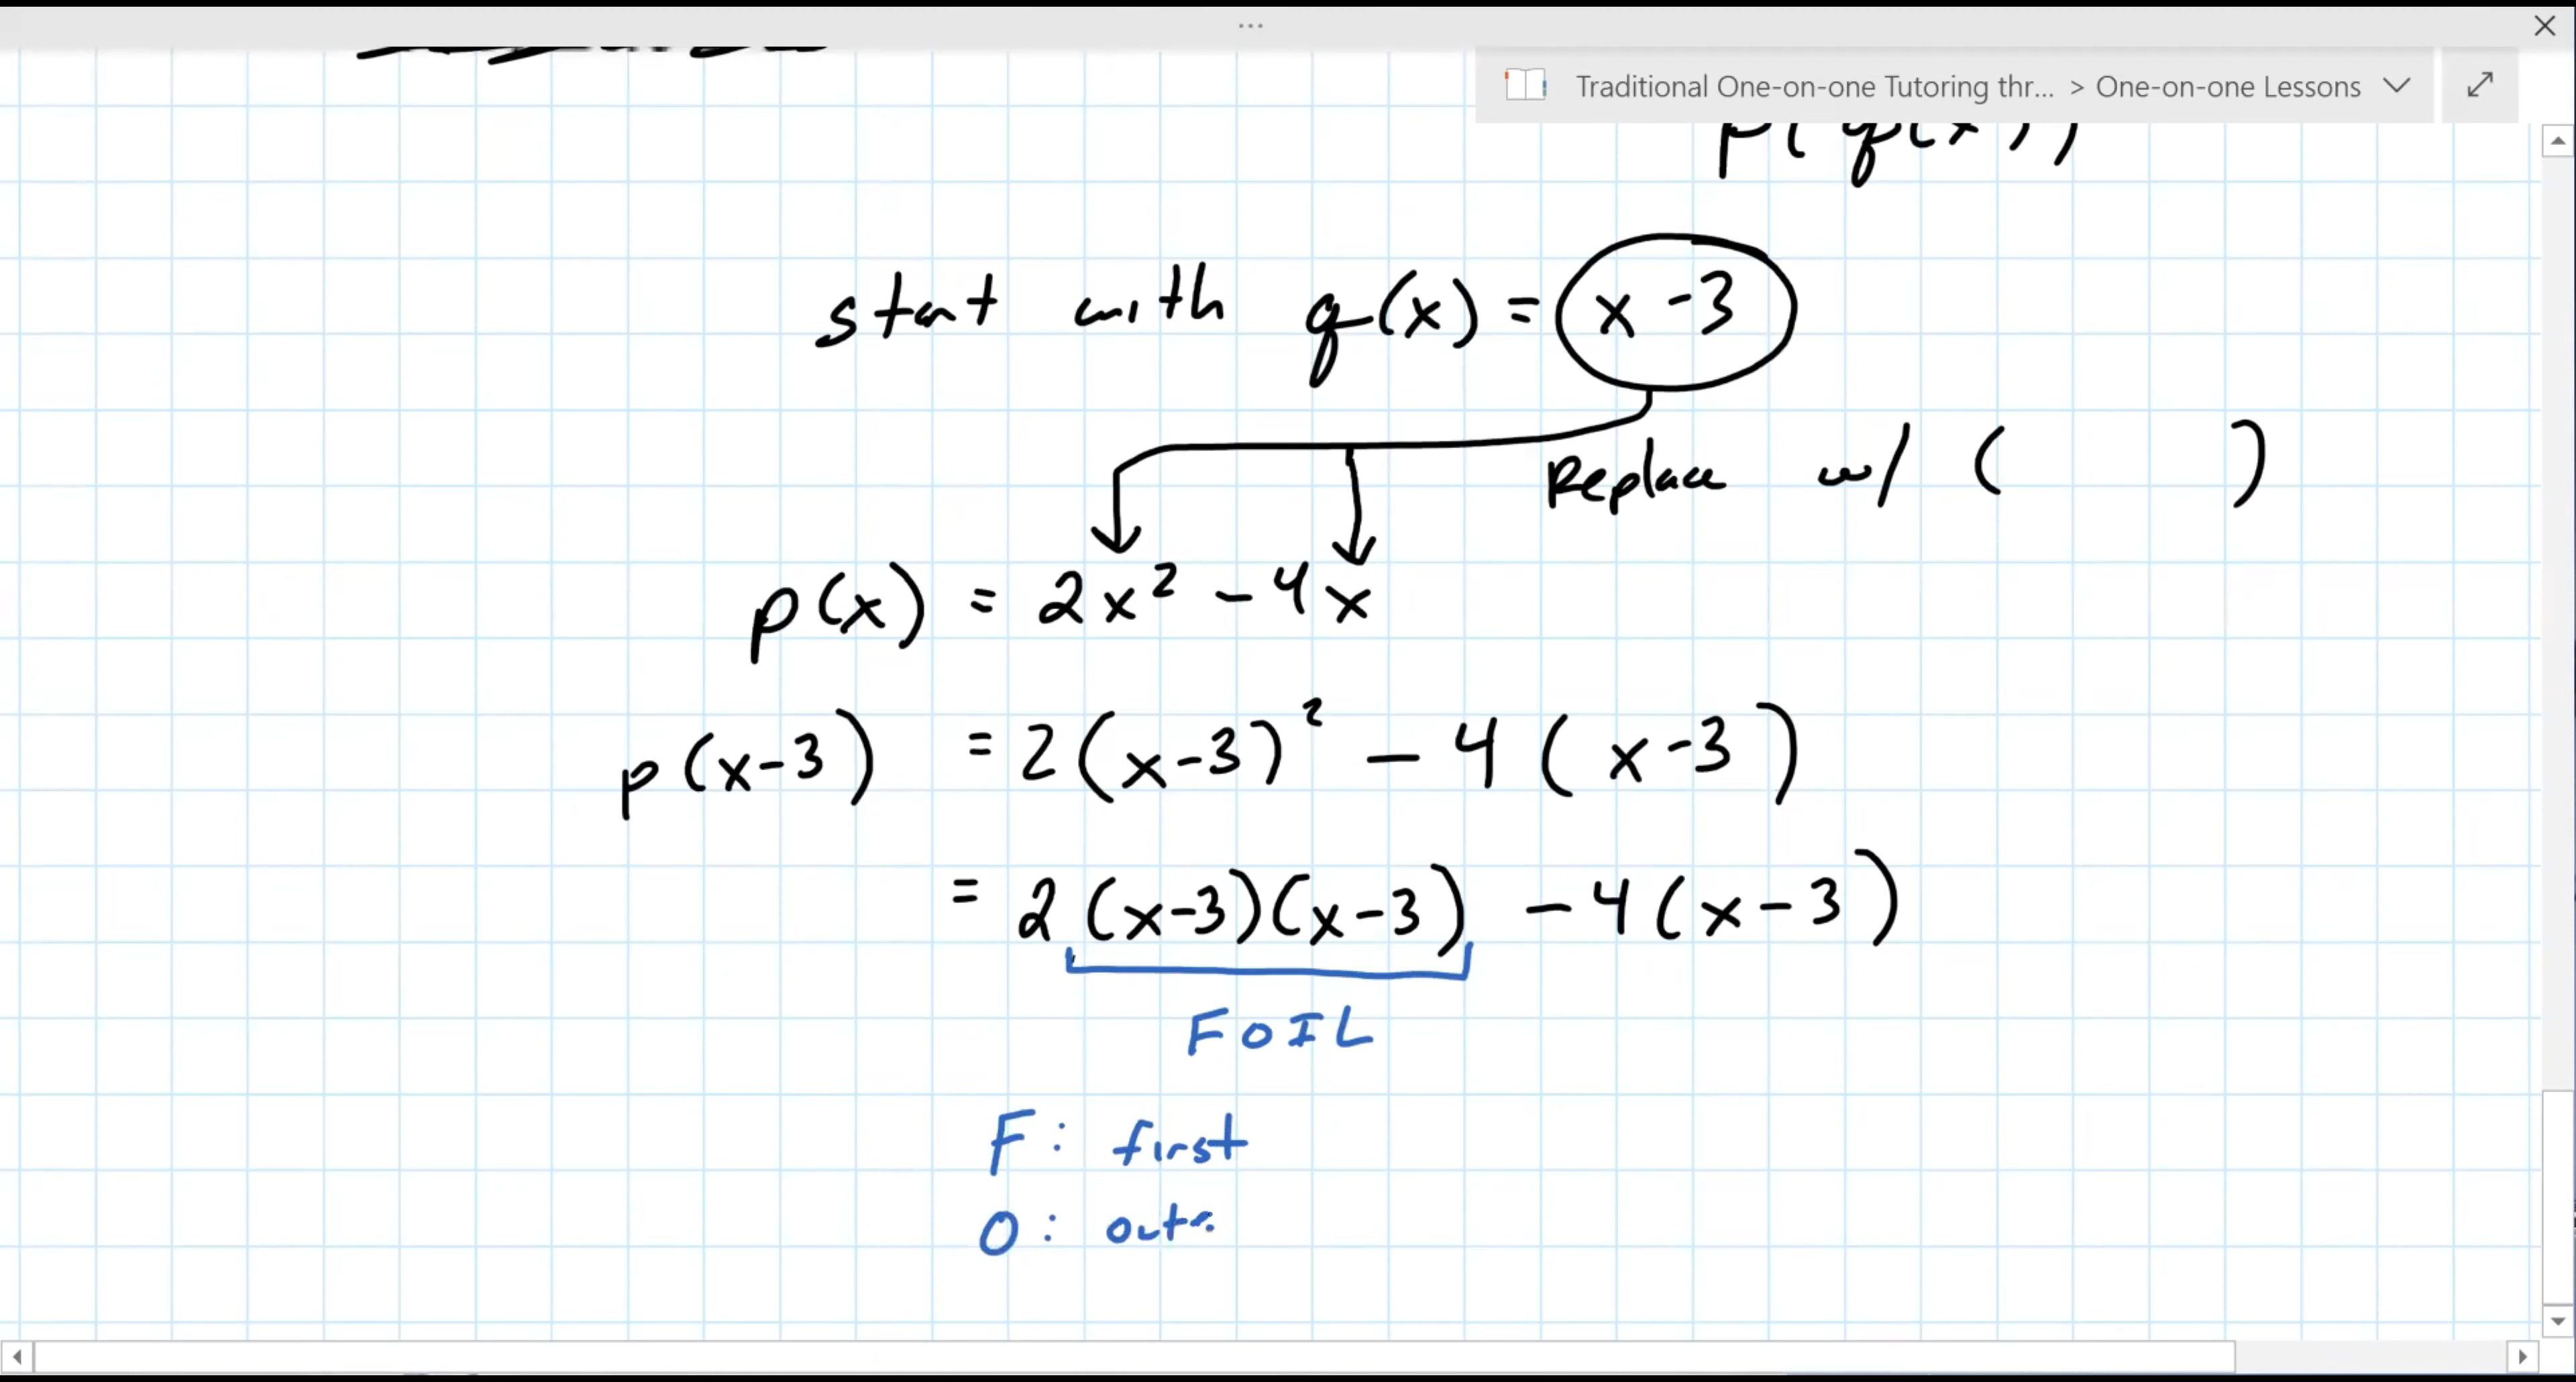 ...
Traditional One-on-one Tutoring thr... > One-on-one Lessons
p(q(x))
start with q(x) = x - 3
Replace w/ ( )
p(x) = 2x² - 4x
p(x-3) = 2(x-3)² - 4(x-3)
= 2(x-3)(x-3) - 4(x-3)
FOIL
F: first
O: oute